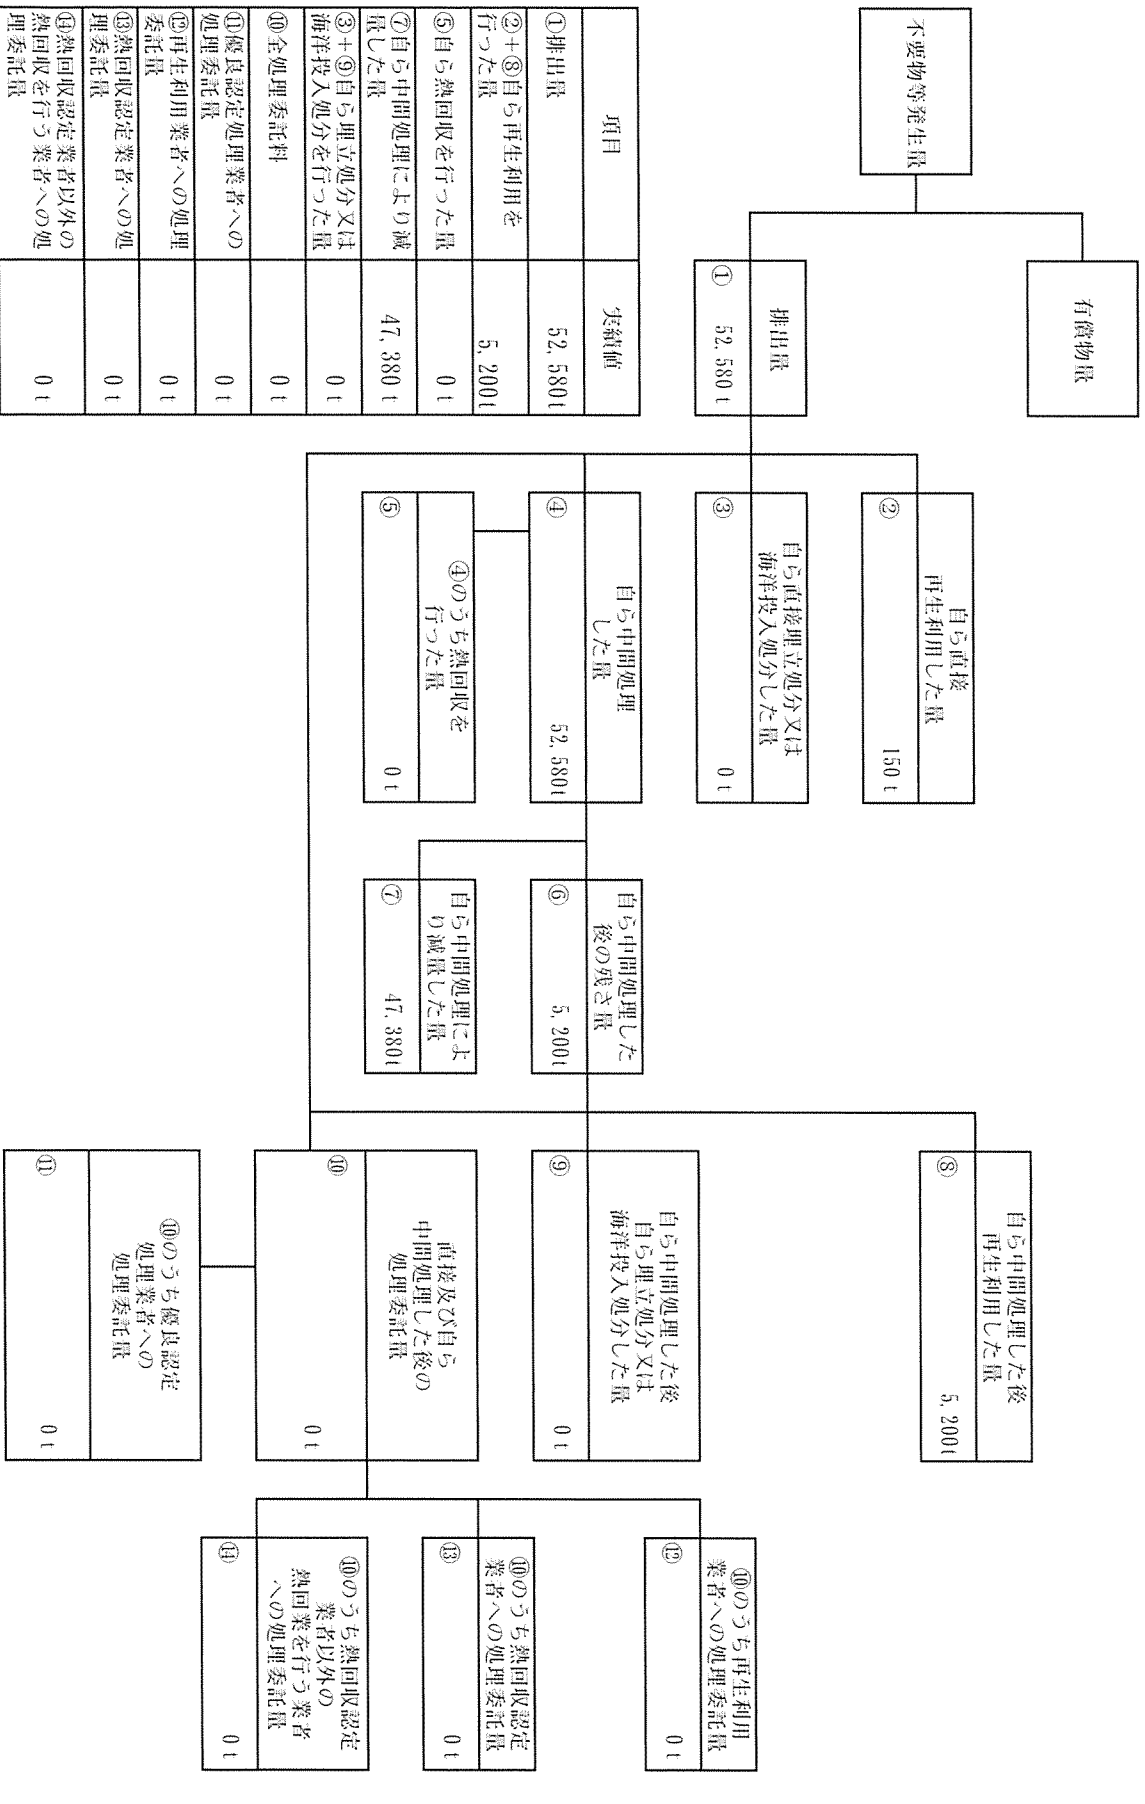 不要物等発生量
有償物量
排出量
① 52,580 t
自ら直接
再生利用した量
② 150 t
自ら直接埋立処分又は
海洋投入処分した量
③ 0 t
自ら中間処理
した量
④ 52,580t
④のうち熱回収を
行った量
⑤ 0 t
自ら中間処理した
後の残さ量
⑥ 5,200t
自ら中間処理によ
り減量した量
⑦ 47,380t
自ら中間処理した後
再生利用した量
⑧ 5,200t
自ら中間処理した後
自ら埋立処分又は
海洋投入処分した量
⑨ 0 t
直接及び自ら
中間処理した後の
処理委託量
⑩ 0 t
⑩のうち優良認定
処理業者への
処理委託量
⑪ 0 t
⑩のうち再生利用
業者への処理委託量
⑫ 0 t
⑩のうち熱回収認定
業者への処理委託量
⑬ 0 t
⑩のうち熱回収認定
業者以外の
熱回業を行う業者
への処理委託量
⑭ 0 t
項目 実績値
①排出量 52,580t
②＋⑧自ら再生利用を
行った量 5,200t
⑤自ら熱回収を行った量 0 t
⑦自ら中間処理により減
量した量 47,380 t
③＋⑨自ら埋立処分又は
海洋投入処分を行った量 0 t
⑩全処理委託料 0 t
⑪優良認定処理業者への
処理委託量 0 t
⑫再生利用業者への処理
委託量 0 t
⑬熱回収認定業者への処
理委託量 0 t
⑭熱回収認定業者以外の
熱回収を行う業者への処
理委託量 0 t